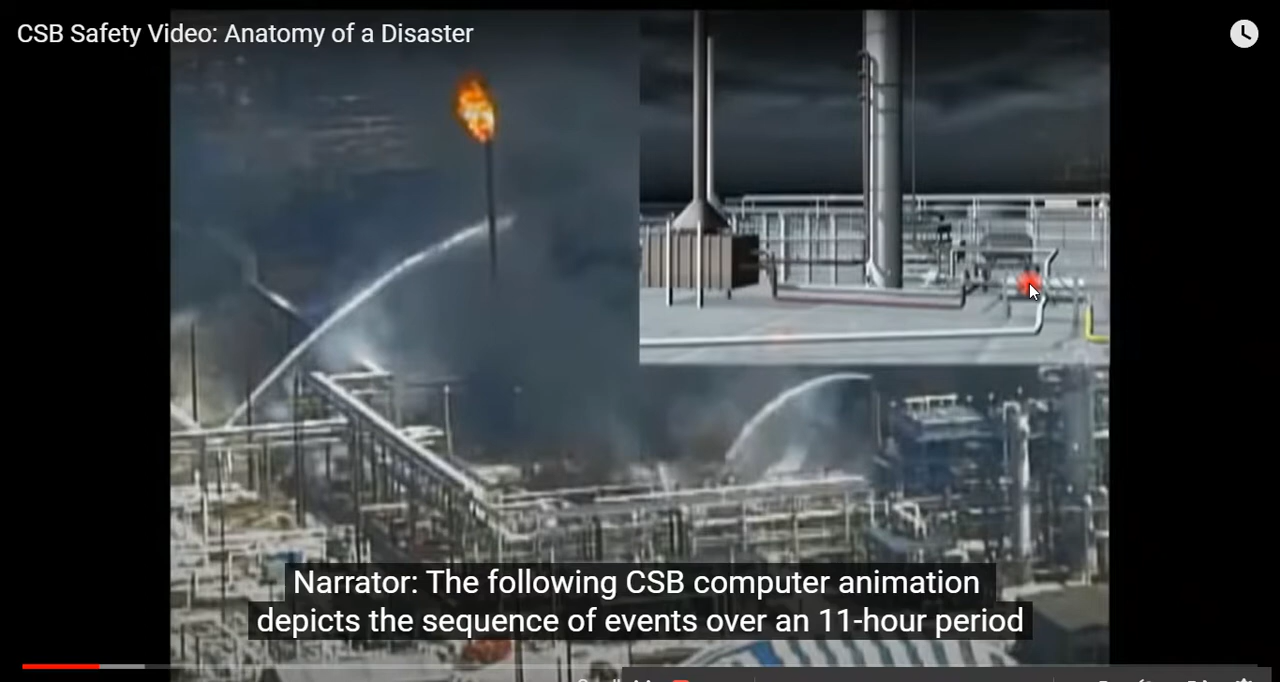 CSB Safety Video: Anatomy of a Disaster
Narrator: The following CSB computer animation
depicts the sequence of events over an 11-hour period